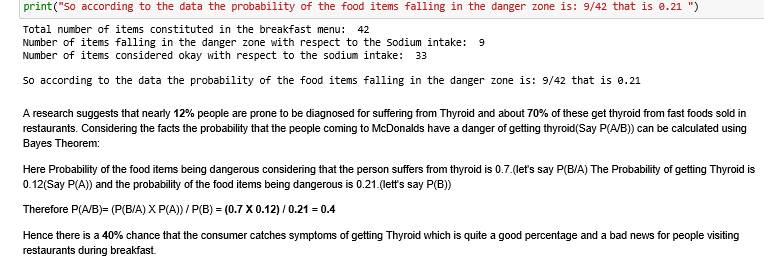 print("So according to the data the probability of the food items falling in the danger zone is: 9/42 that is 0.21 ")
Total number of items constituted in the breakfast menu:  42
Number of items falling in the danger zone with respect to the Sodium intake:  9
Number of items considered okay with respect to the sodium intake:  33
So according to the data the probability of the food items falling in the danger zone is: 9/42 that is 0.21
A research suggests that nearly 12% people are prone to be diagnosed for suffering from Thyroid and about 70% of these get thyroid from fast foods sold in
restaurants. Considering the facts the probability that the people coming to McDonalds have a danger of getting thyroid(Say P(A/B)) can be calculated using
Bayes Theorem:
Here Probability of the food items being dangerous considering that the person suffers from thyroid is 0.7.(let's say P(B/A) The Probability of getting Thyroid is
0.12(Say P(A)) and the probability of the food items being dangerous is 0.21.(lett's say P(B))
Therefore P(A/B)= (P(B/A) X P(A)) / P(B) = (0.7 X 0.12) / 0.21 = 0.4
Hence there is a 40% chance that the consumer catches symptoms of getting Thyroid which is quite a good percentage and a bad news for people visiting
restaurants during breakfast.